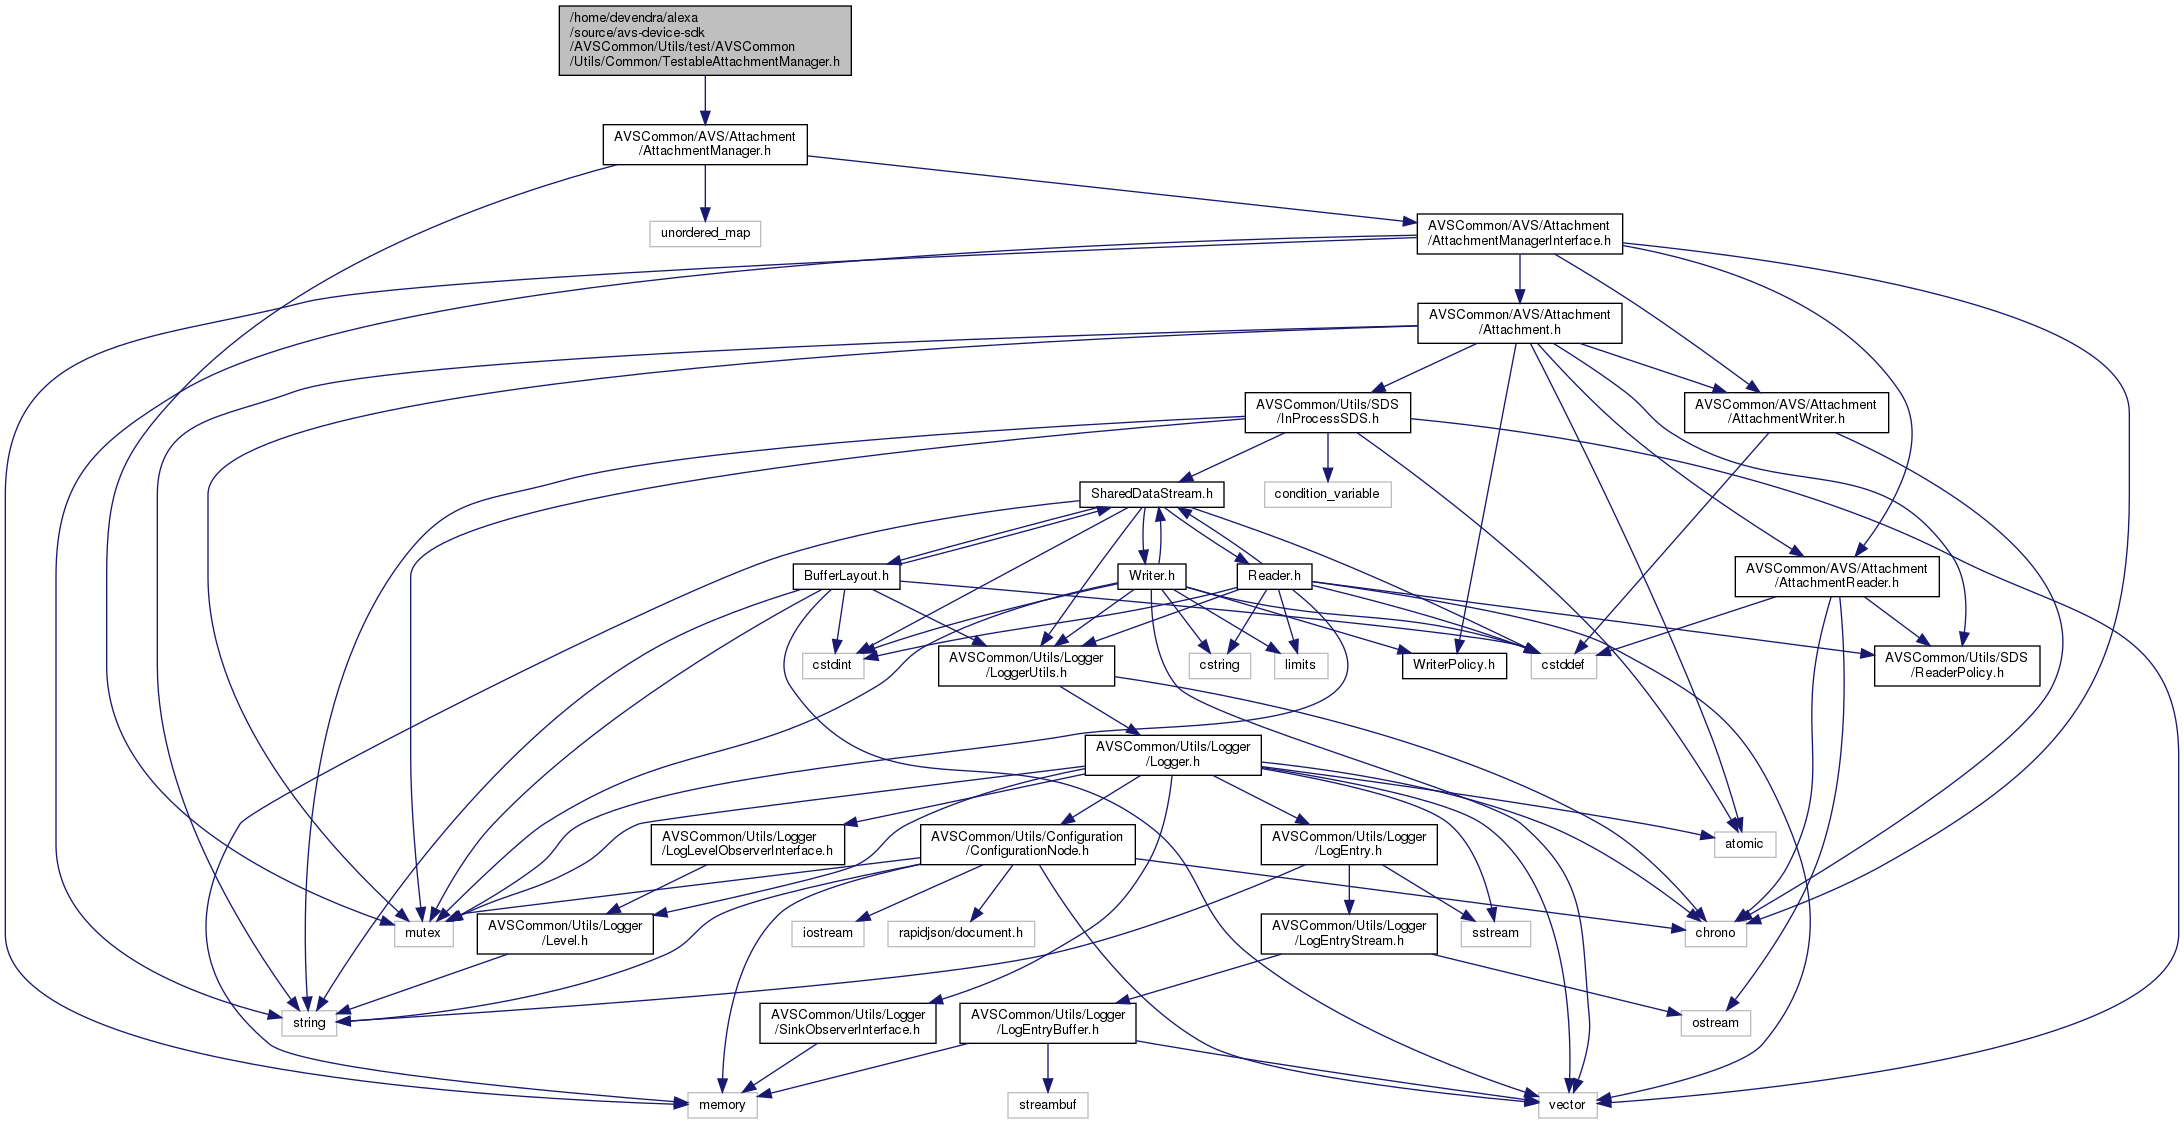 /home/devendra/alexa
/source/avs-device-sdk
/AVSCommon/Utils/test/AVSCommon
/Utils/Common/TestableAttachmentManager.h
AVSCommon/AVS/Attachment
/AttachmentManager.h
unordered_map
AVSCommon/AVS/Attachment
/AttachmentManagerInterface.h
AVSCommon/AVS/Attachment
/Attachment.h
AVSCommon/Utils/SDS
/InProcessSDS.h
AVSCommon/AVS/Attachment
/AttachmentWriter.h
SharedDataStream.h
condition_variable
BufferLayout.h
Writer.h
Reader.h
AVSCommon/AVS/Attachment
/AttachmentReader.h
cstdint
AVSCommon/Utils/Logger
/LoggerUtils.h
cstring
limits
WriterPolicy.h
cstddef
AVSCommon/Utils/SDS
/ReaderPolicy.h
AVSCommon/Utils/Logger
/Logger.h
AVSCommon/Utils/Logger
/LogLevelObserverInterface.h
AVSCommon/Utils/Configuration
/ConfigurationNode.h
AVSCommon/Utils/Logger
/LogEntry.h
atomic
mutex
AVSCommon/Utils/Logger
/Level.h
iostream
rapidjson/document.h
AVSCommon/Utils/Logger
/LogEntryStream.h
sstream
chrono
string
AVSCommon/Utils/Logger
/SinkObserverInterface.h
AVSCommon/Utils/Logger
/LogEntryBuffer.h
ostream
memory
streambuf
vector